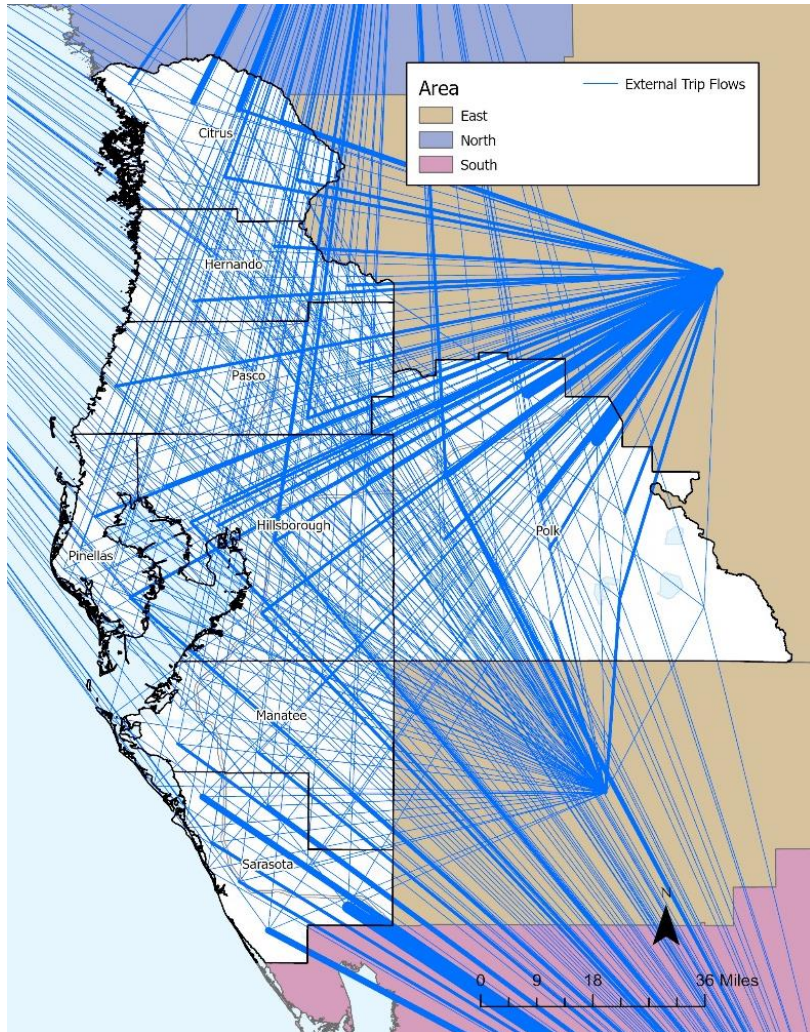 Area
External Trip Flows
East
North
South
Citrus
Hernando
Pasco
Hillsborough
Pinellas
Polk
Manatee
Sarasota
N
0 9 18 36 Miles